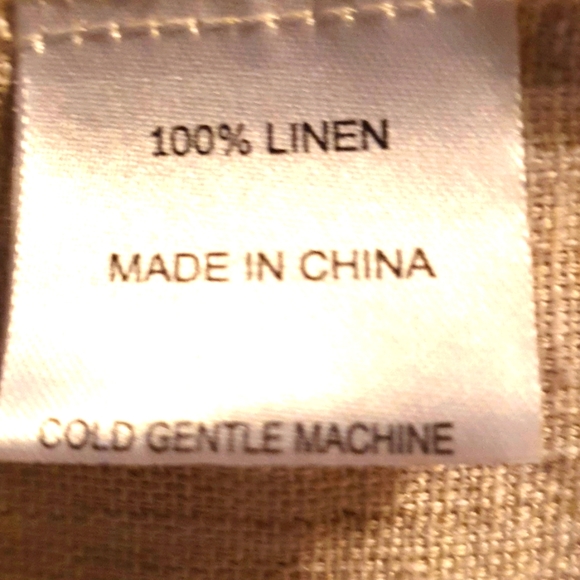 100% LINEN
MADE IN CHINA
COLD GENTLE MACHINE